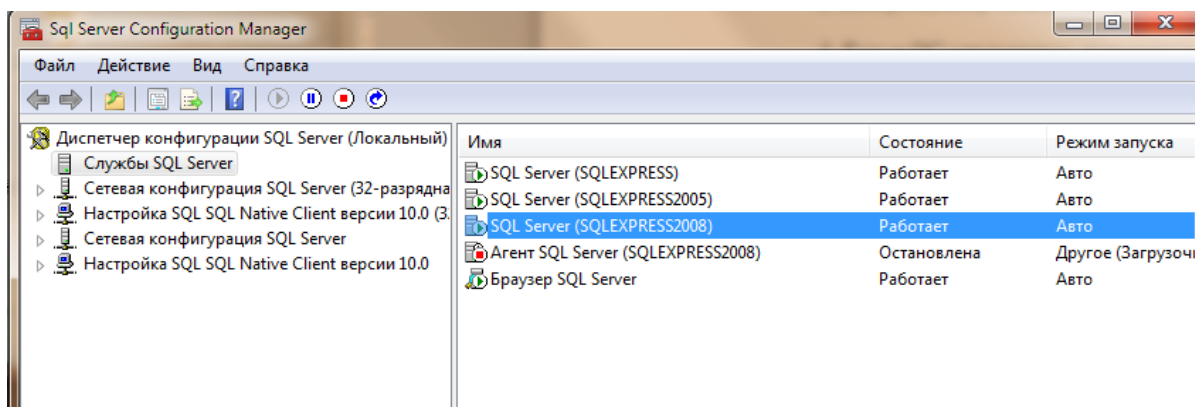 Sql Server Configuration Manager
Файл Действие Вид Справка
Диспетчер конфигурации SQL Server (Локальный)
Службы SQL Server
Сетевая конфигурация SQL Server (32-разрядна
Настройка SQL SQL Native Client версии 10.0 (3
Сетевая конфигурация SQL Server
Настройка SQL SQL Native Client версии 10.0
Имя Состояние Режим запуска
SQL Server (SQLEXPRESS) Работает Авто
SQL Server (SQLEXPRESS2005) Работает Авто
SQL Server (SQLEXPRESS2008) Работает Авто
Агент SQL Server (SQLEXPRESS2008) Остановлена Другое (Загрузоч
Браузер SQL Server Работает Авто